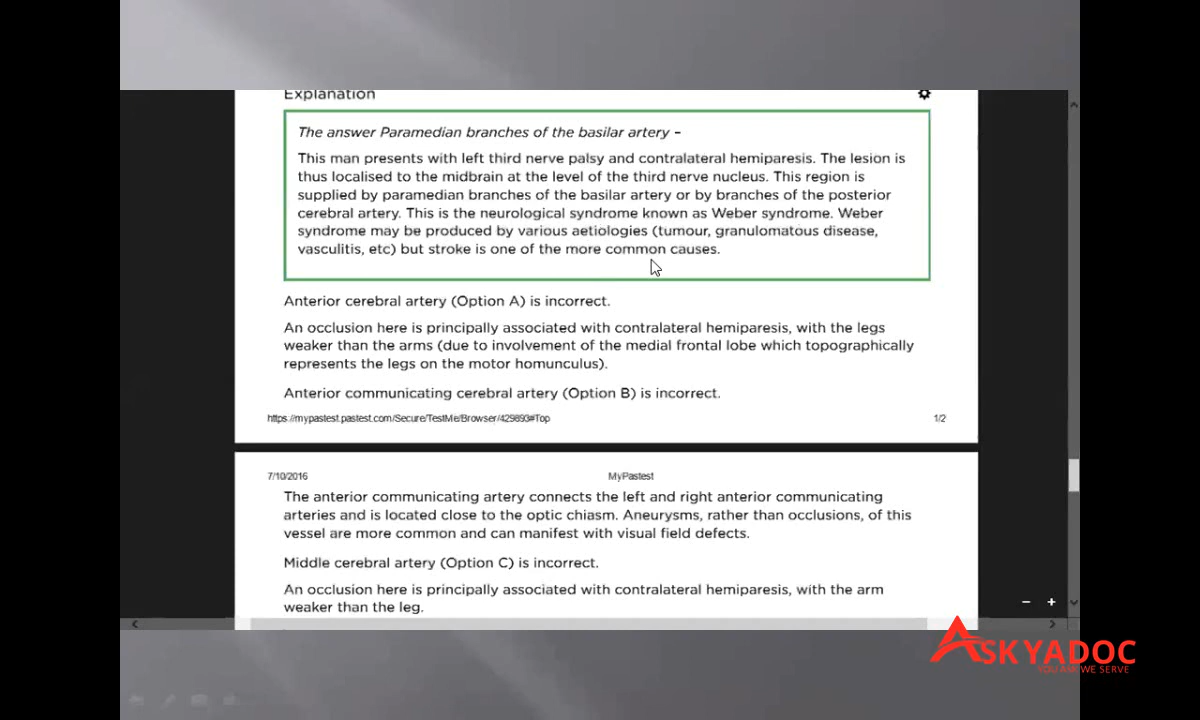 Explanation
The answer Paramedian branches of the basilar artery –
This man presents with left third nerve palsy and contralateral hemiparesis. The lesion is
thus localised to the midbrain at the level of the third nerve nucleus. This region is
supplied by paramedian branches of the basilar artery or by branches of the posterior
cerebral artery. This is the neurological syndrome known as Weber syndrome. Weber
syndrome may be produced by various aetiologies (tumour, granulomatous disease,
vasculitis, etc) but stroke is one of the more common causes.
Anterior cerebral artery (Option A) is incorrect.
An occlusion here is principally associated with contralateral hemiparesis, with the legs
weaker than the arms (due to involvement of the medial frontal lobe which topographically
represents the legs on the motor homunculus).
Anterior communicating cerebral artery (Option B) is incorrect.
https://mypastest.pastest.com/Secure/TestMe/Browser/429893#Top 1/2
7/10/2016 MyPastest
The anterior communicating artery connects the left and right anterior communicating
arteries and is located close to the optic chiasm. Aneurysms, rather than occlusions, of this
vessel are more common and can manifest with visual field defects.
Middle cerebral artery (Option C) is incorrect.
An occlusion here is principally associated with contralateral hemiparesis, with the arm
weaker than the leg.
ASKYADOC
YOU ASK WE SERVE